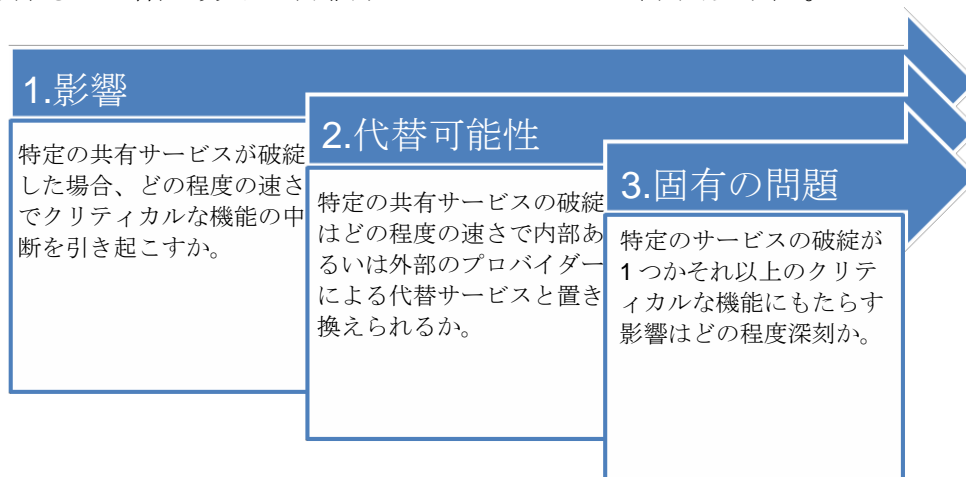 1.影響
特定の共有サービスが破綻
した場合、どの程度の速さ
でクリティカルな機能の中
断を引き起こすか。
2.代替可能性
特定の共有サービスの破綻
はどの程度の速さで内部あ
るいは外部のプロバイダー
による代替サービスと置き
換えられるか。
3.固有の問題
特定のサービスの破綻が
1つかそれ以上のクリテ
ィカルな機能にもたらす
影響はどの程度深刻か。